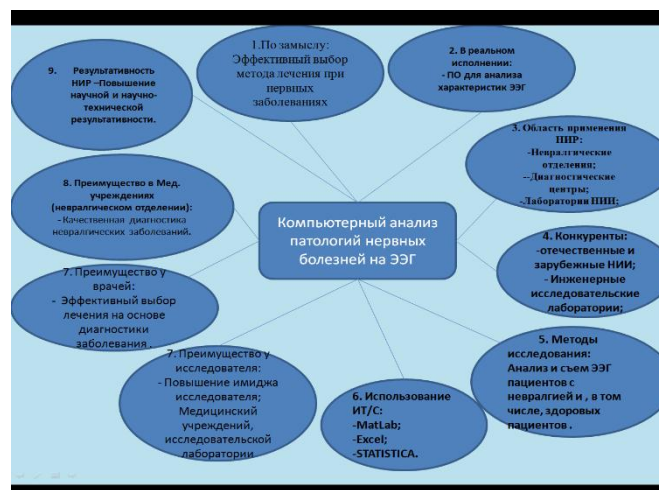 1.По замыслу:
Эффективный выбор
метода лечения при
нервных
заболеваниях
2. В реальном
исполнении:
- ПО для анализа
характеристик ЭЭГ
3. Область применения
НИР:
-Невралгические
отделения;
--Диагностические
центры;
-Лаборатории НИИ;
4. Конкуренты:
-отечественные и
зарубежные НИИ;
- Инженерные
исследовательские
лаборатории;
5. Методы
исследования:
Анализ и съем ЭЭГ
пациентов с
невралгией и , в том
числе, здоровых
пациентов .
6. Использование
ИТ/С:
-MatLab;
-Excel;
-STATISTICA.
7. Преимущество у
исследователя:
- Повышение имиджа
исследователя;
Медицинский
учреждений,
исследовательской
лаборатории
7. Преимущество у
врачей:
- Эффективный выбор
лечения на основе
диагностики
заболевания .
8. Преимущество в Мед.
учреждениях
(невралгическом отделении):
- Качественная диагностика
невралгических заболеваний.
9. Результативность
НИР –Повышение
научной и научно-
технической
результативности.
Компьютерный анализ
патологий нервных
болезней на ЭЭГ